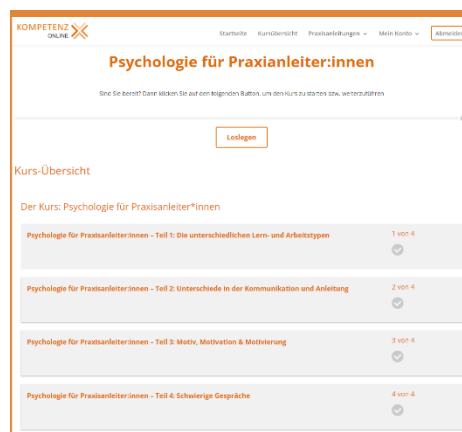 KOMPETENZ
ONLINE
Startseite Kursübersicht Praxisanleitungen Mein Konto Abmelden
Psychologie für Praxianleiter:innen
Sind Sie bereit? Dann klicken Sie auf den folgenden Button, um den Kurs zu starten bzw. weiterzuführen
Loslegen
Kurs-Übersicht
Der Kurs: Psychologie für Praxisanleiter*innen
Psychologie für Praxisanleiter:innen – Teil 1: Die unterschiedlichen Lern- und Arbeitstypen 1 von 4
Psychologie für Praxisanleiter:innen – Teil 2: Unterschiede in der Kommunikation und Anleitung 2 von 4
Psychologie für Praxisanleiter:innen – Teil 3: Motiv, Motivation & Motivierung 3 von 4
Psychologie für Praxisanleiter:innen – Teil 4: Schwierige Gespräche 4 von 4